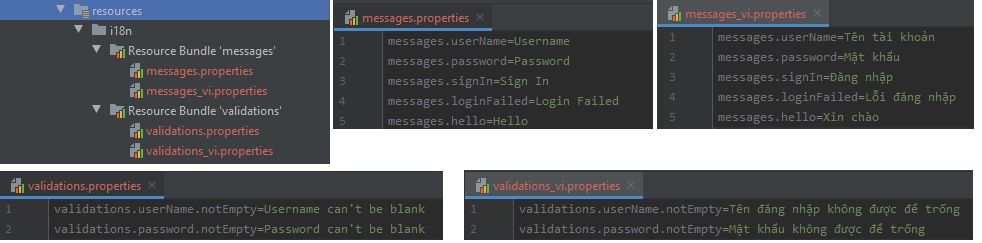 resources
i18n
Resource Bundle 'messages'
messages.properties
messages_vi.properties
Resource Bundle 'validations'
validations.properties
validations_vi.properties
messages.properties
1 messages.userName=Username
2 messages.password=Password
3 messages.signIn=Sign In
4 messages.loginFailed=Login Failed
5 messages.hello=Hello
messages_vi.properties
1 messages.userName=Tên tài khoản
2 messages.password=Mật khẩu
3 messages.signIn=Đăng nhập
4 messages.loginFailed=Lỗi đăng nhập
5 messages.hello=Xin chào
validations.properties
1 validations.userName.notEmpty=Username can't be blank
2 validations.password.notEmpty=Password can't be blank
validations_vi.properties
1 validations.userName.notEmpty=Tên đăng nhập không được để trống
2 validations.password.notEmpty=Mật khẩu không được để trống